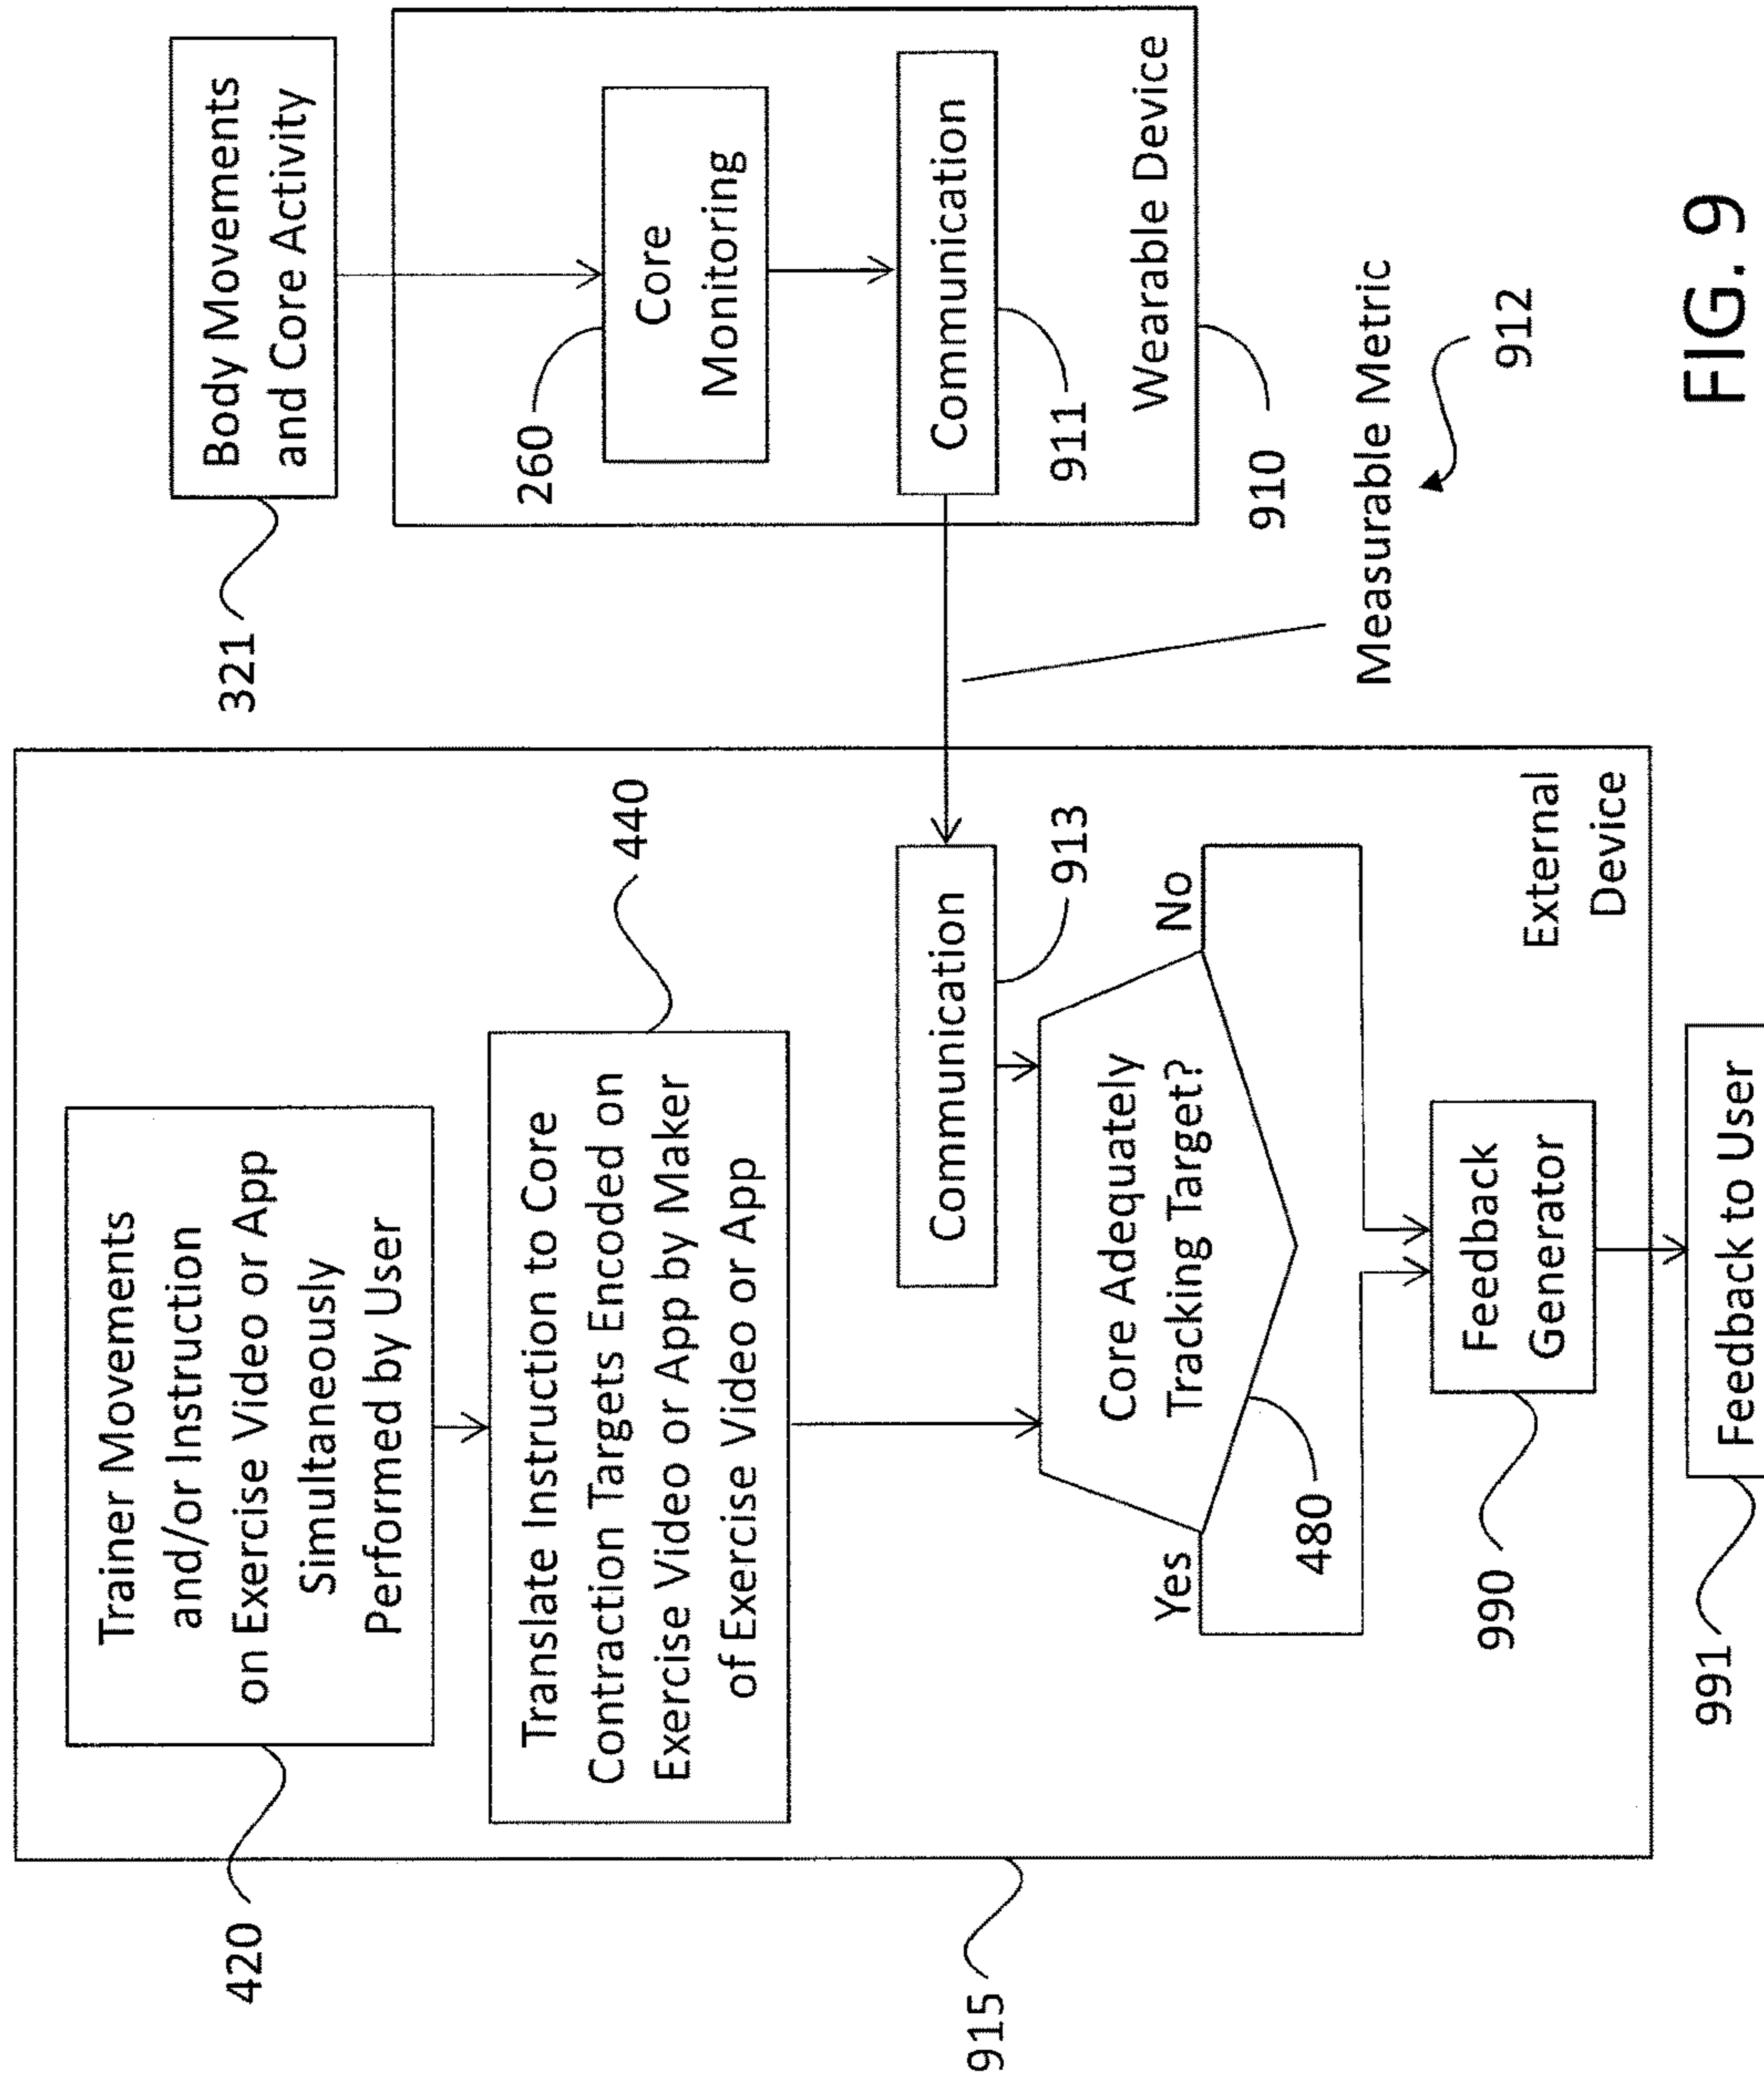 420
Trainer Movements
and/or Instruction
on Exercise Video or App
Simultaneously
Performed by User
440
Translate Instruction to Core
Contraction Targets Encoded on
Exercise Video or App by Maker
of Exercise Video or App
321
Body Movements
and Core Activity
260
Core
Monitoring
Communication
911
Wearable Device
910
Measurable Metric
912
Communication
913
Core Adequately
Tracking Target?
Yes
No
480
990
Feedback
Generator
External
Device
915
991
Feedback to User
FIG. 9